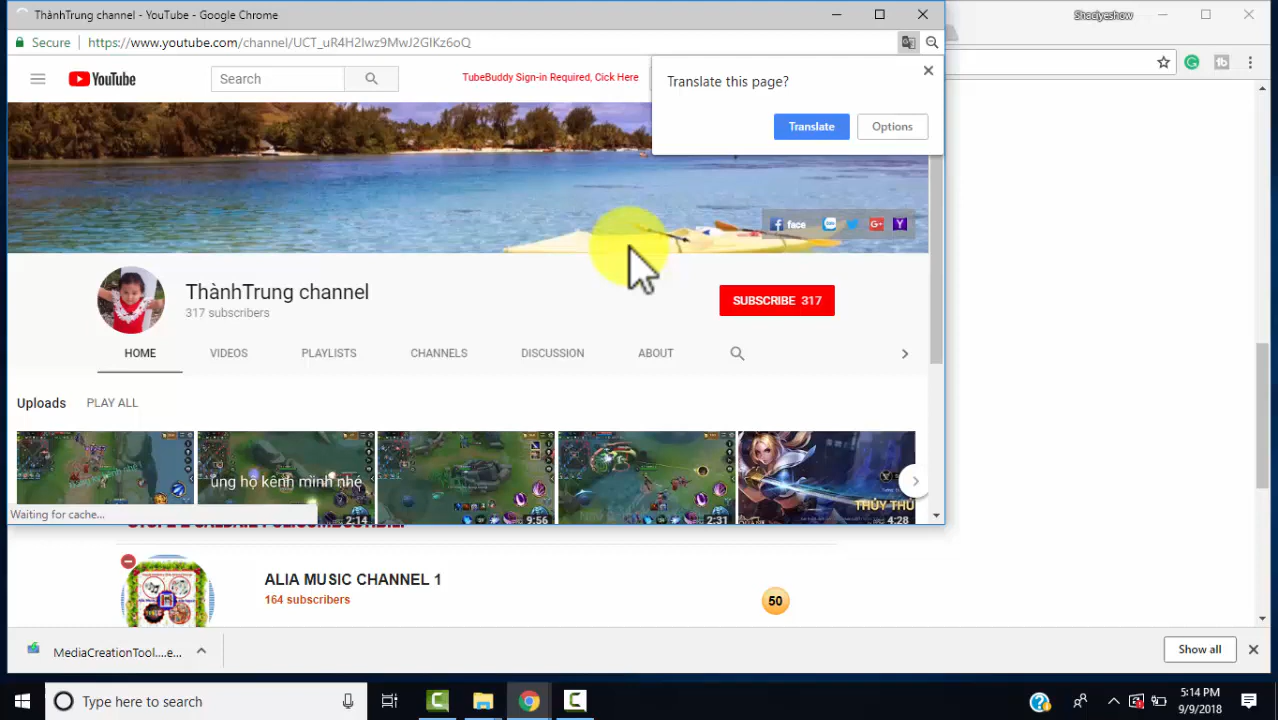 ThànhTrung channel - YouTube - Google Chrome
Shaciyeshow
Secure
https://www.youtube.com/channel/UCT_uR4H2Iwz9MwJ2GIKz6oQ
YouTube
Search
TubeBuddy Sign-in Required, Click Here
Translate this page?
Translate
Options
face
ThànhTrung channel
317 subscribers
SUBSCRIBE 317
HOME
VIDEOS
PLAYLISTS
CHANNELS
DISCUSSION
ABOUT
Uploads
PLAY ALL
ủng hộ kênh mình nhé
THỦY THỦ
2:14
9:56
2:31
4:28
Waiting for cache...
ALIA MUSIC CHANNEL 1
164 subscribers
50
MediaCreationTool....e...
Show all
Type here to search
5:14 PM
9/9/2018